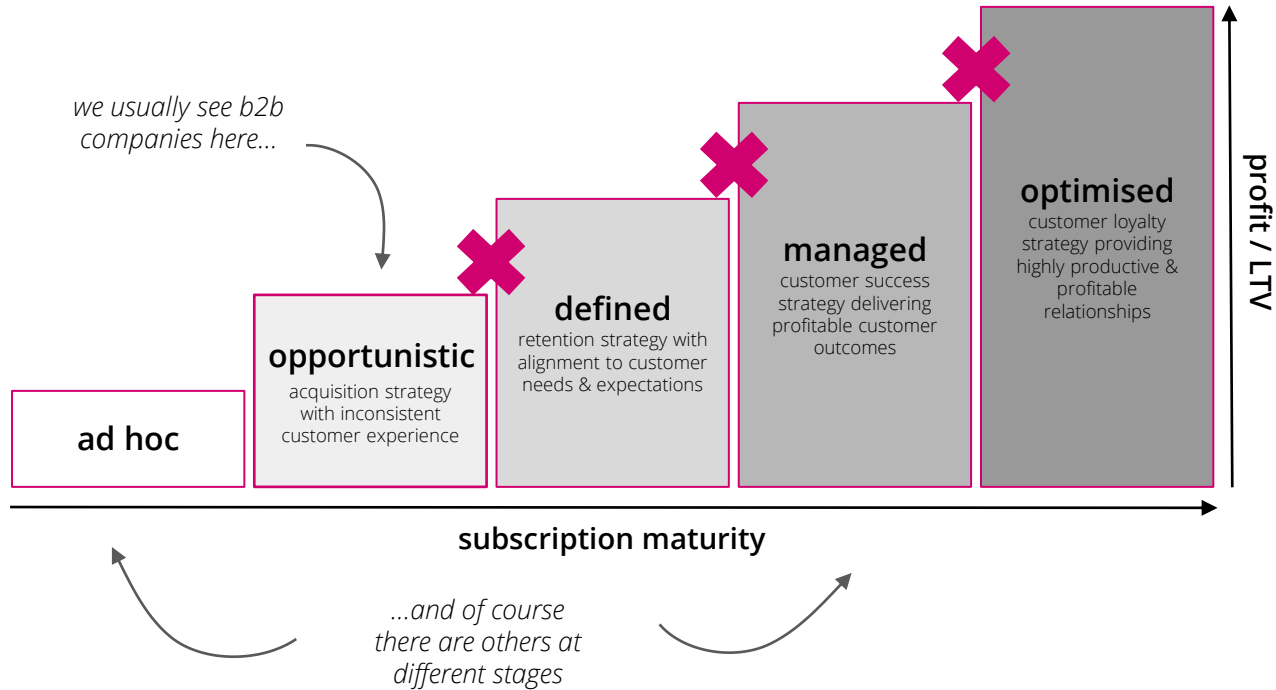 we usually see b2b
companies here...
ad hoc
opportunistic
acquisition strategy
with inconsistent
customer experience
defined
retention strategy with
alignment to customer
needs & expectations
managed
customer success
strategy delivering
profitable customer
outcomes
optimised
customer loyalty
strategy providing
highly productive &
profitable
relationships
profit / LTV
subscription maturity
...and of course
there are others at
different stages